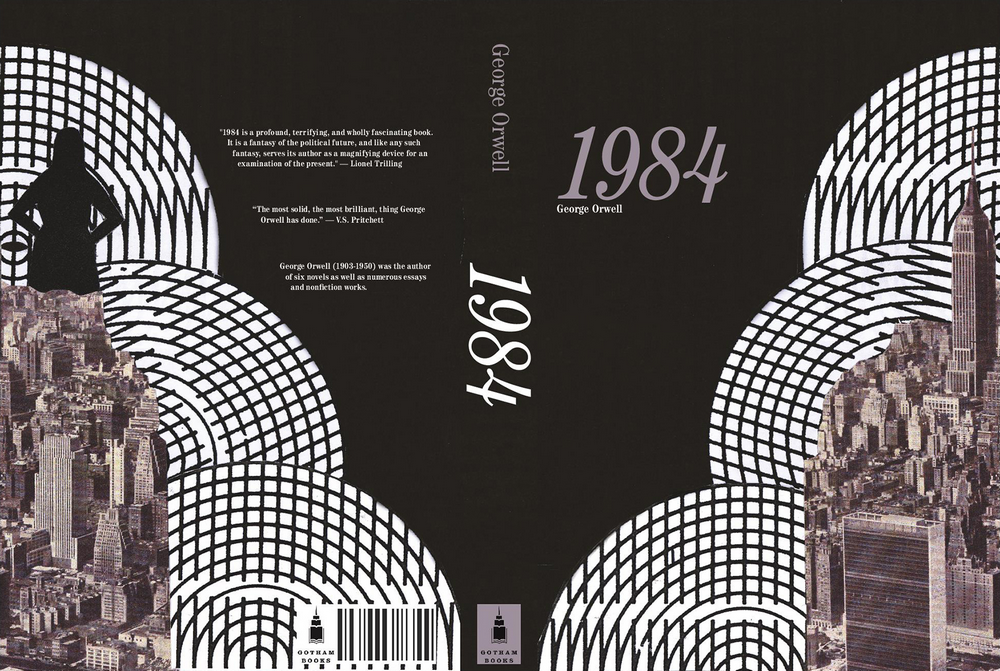 "1984 is a profound, terrifying, and wholly fascinating book.
It is a fantasy of the political future, and like any such
fantasy, serves its author as a magnifying device for an
examination of the present." — Lionel Trilling
"The most solid, the most brilliant, thing George
Orwell has done." — V.S. Pritchett
George Orwell (1903-1950) was the author
of six novels as well as numerous essays
and nonfiction works.
GOTHAM
BOOKS
George Orwell
1984
GOTHAM
BOOKS
1984
George Orwell